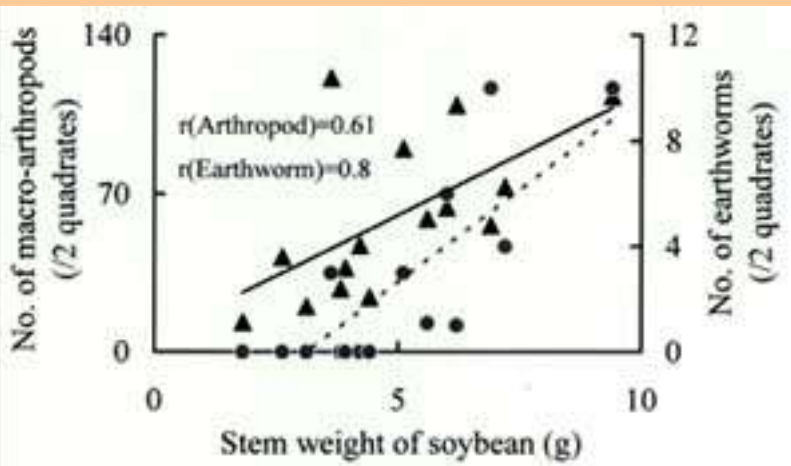 No. of macro-arthropods
(/2 quadrates)
140
70
0
r(Arthropod)=0.61
r(Earthworm)=0.8
12
8
4
0
No. of earthworms
(/2 quadrates)
0
5
10
Stem weight of soybean (g)